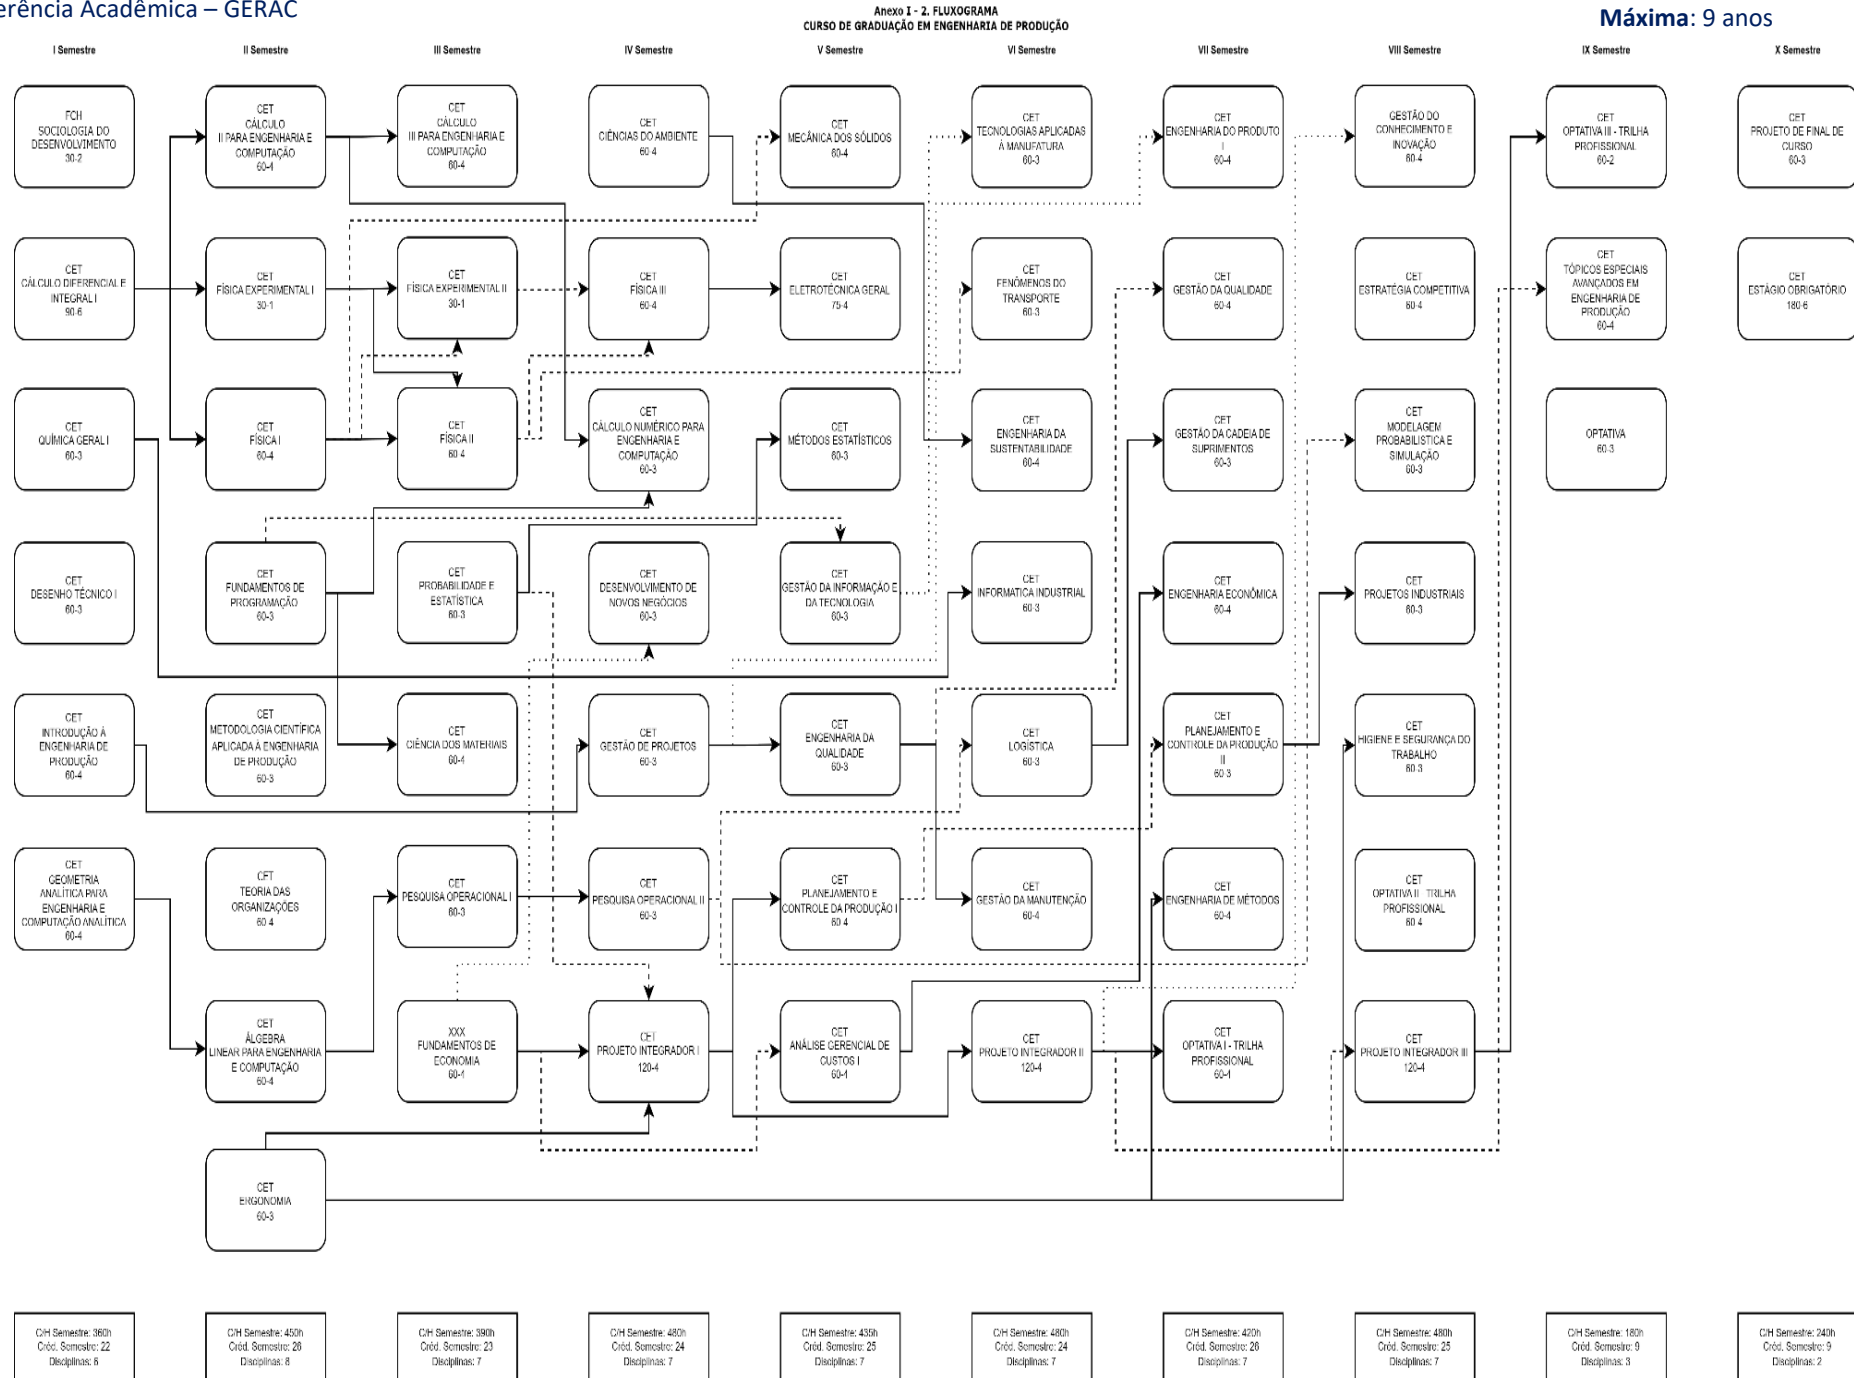 erência Acadêmica – GERAC
Máxima: 9 anos
Anexo I - 2. FLUXOGRAMA
CURSO DE GRADUAÇÃO EM ENGENHARIA DE PRODUÇÃO
I Semestre
II Semestre
III Semestre
IV Semestre
V Semestre
VI Semestre
VII Semestre
VIII Semestre
IX Semestre
X Semestre
FCH
SOCIOLOGIA DO
DESENVOLVIMENTO
30-2
CET
CÁLCULO
II PARA ENGENHARIA E
COMPUTAÇÃO
60-4
CET
CÁLCULO
III PARA ENGENHARIA E
COMPUTAÇÃO
60-4
CET
CIÊNCIAS DO AMBIENTE
60-4
CET
MECÂNICA DOS SÓLIDOS
60-4
CET
TECNOLOGIAS APLICADAS
À MANUFATURA
60-3
CET
ENGENHARIA DO PRODUTO
I
60-4
CET
GESTÃO DO
CONHECIMENTO E
INOVAÇÃO
60-4
CET
OPTATIVA III - TRILHA
PROFISSIONAL
60-2
CET
PROJETO DE FINAL DE
CURSO
60-3
CET
CÁLCULO DIFERENCIAL E
INTEGRAL I
90-6
CET
FÍSICA EXPERIMENTAL I
30-1
CET
FÍSICA EXPERIMENTAL II
30-1
CET
FÍSICA III
60-4
CET
ELETROTÉCNICA GERAL
75-4
CET
FENÔMENOS DO
TRANSPORTE
60-3
CET
GESTÃO DA QUALIDADE
60-4
CET
ESTRATÉGIA COMPETITIVA
60-4
CET
TÓPICOS ESPECIAIS
AVANÇADOS EM
ENGENHARIA DE
PRODUÇÃO
60-4
CET
ESTÁGIO OBRIGATÓRIO
180-6
CET
QUÍMICA GERAL I
60-3
CET
FÍSICA I
60-4
CET
FÍSICA II
60-4
CET
CÁLCULO NUMÉRICO PARA
ENGENHARIA E
COMPUTAÇÃO
60-3
CET
MÉTODOS ESTATÍSTICOS
60-3
CET
ENGENHARIA DA
SUSTENTABILIDADE
60-4
CET
GESTÃO DA CADEIA DE
SUPRIMENTOS
60-3
CET
MODELAGEM
PROBABILISTICA E
SIMULAÇÃO
60-3
OPTATIVA
60-3
CET
DESENHO TÉCNICO I
60-3
CET
FUNDAMENTOS DE
PROGRAMAÇÃO
60-3
CET
PROBABILIDADE E
ESTATÍSTICA
60-3
CET
DESENVOLVIMENTO DE
NOVOS NEGÓCIOS
60-3
CET
GESTÃO DA INFORMAÇÃO E
DA TECNOLOGIA
60-3
CET
INFORMATICA INDUSTRIAL
60-3
CET
ENGENHARIA ECONÔMICA
60-4
CET
PROJETOS INDUSTRIAIS
60-3
CET
INTRODUÇÃO À
ENGENHARIA DE
PRODUÇÃO
60-4
CET
METODOLOGIA CIENTÍFICA
APLICADA À ENGENHARIA
DE PRODUÇÃO
60-3
CET
CIÊNCIA DOS MATERIAIS
60-4
CET
GESTÃO DE PROJETOS
60-3
CET
ENGENHARIA DA
QUALIDADE
60-3
CET
LOGÍSTICA
60-3
CET
PLANEJAMENTO E
CONTROLE DA PRODUÇÃO
II
60-3
CET
HIGIENE E SEGURANÇA DO
TRABALHO
60-3
CET
GEOMETRIA
ANALÍTICA PARA
ENGENHARIA E
COMPUTAÇÃO ANALÍTICA
60-4
CET
TEORIA DAS
ORGANIZAÇÕES
60-4
CET
PESQUISA OPERACIONAL I
60-3
CET
PESQUISA OPERACIONAL II
60-3
CET
PLANEJAMENTO E
CONTROLE DA PRODUÇÃO I
60-4
CET
GESTÃO DA MANUTENÇÃO
60-4
CET
ENGENHARIA DE MÉTODOS
60-4
CET
OPTATIVA II - TRILHA
PROFISSIONAL
60-4
CET
ÁLGEBRA
LINEAR PARA ENGENHARIA
E COMPUTAÇÃO
60-4
XXX
FUNDAMENTOS DE
ECONOMIA
60-4
CET
PROJETO INTEGRADOR I
120-4
CET
ANÁLISE GERENCIAL DE
CUSTOS I
60-4
CET
PROJETO INTEGRADOR II
120-4
CET
OPTATIVA I - TRILHA
PROFISSIONAL
60-4
CET
PROJETO INTEGRADOR III
120-4
CET
ERGONOMIA
60-3
C/H Semestre: 360h
Créd. Semestre: 22
Disciplinas: 6
C/H Semestre: 450h
Créd. Semestre: 26
Disciplinas: 8
C/H Semestre: 390h
Créd. Semestre: 23
Disciplinas: 7
C/H Semestre: 480h
Créd. Semestre: 24
Disciplinas: 7
C/H Semestre: 435h
Créd. Semestre: 25
Disciplinas: 7
C/H Semestre: 480h
Créd. Semestre: 24
Disciplinas: 7
C/H Semestre: 420h
Créd. Semestre: 26
Disciplinas: 7
C/H Semestre: 480h
Créd. Semestre: 25
Disciplinas: 7
C/H Semestre: 180h
Créd. Semestre: 9
Disciplinas: 3
C/H Semestre: 240h
Créd. Semestre: 9
Disciplinas: 2